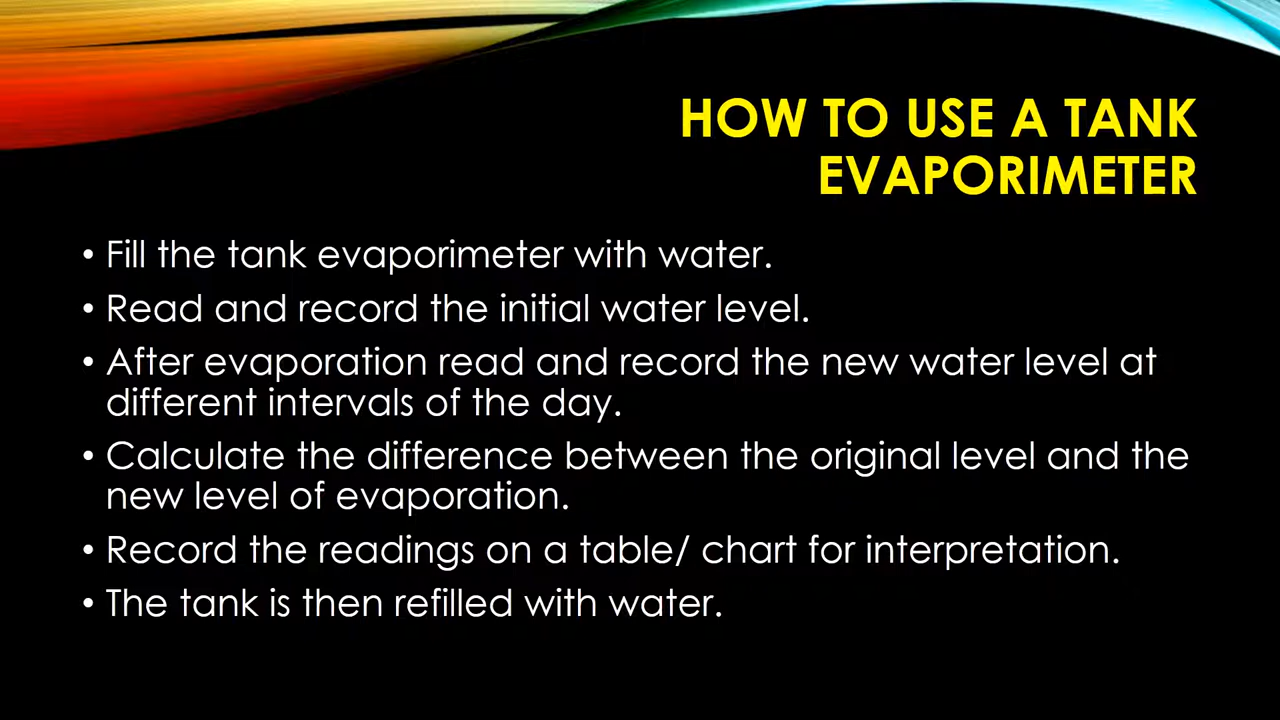 HOW TO USE A TANK
EVAPORIMETER
• Fill the tank evaporimeter with water.
• Read and record the initial water level.
• After evaporation read and record the new water level at
different intervals of the day.
• Calculate the difference between the original level and the
new level of evaporation.
• Record the readings on a table/ chart for interpretation.
• The tank is then refilled with water.